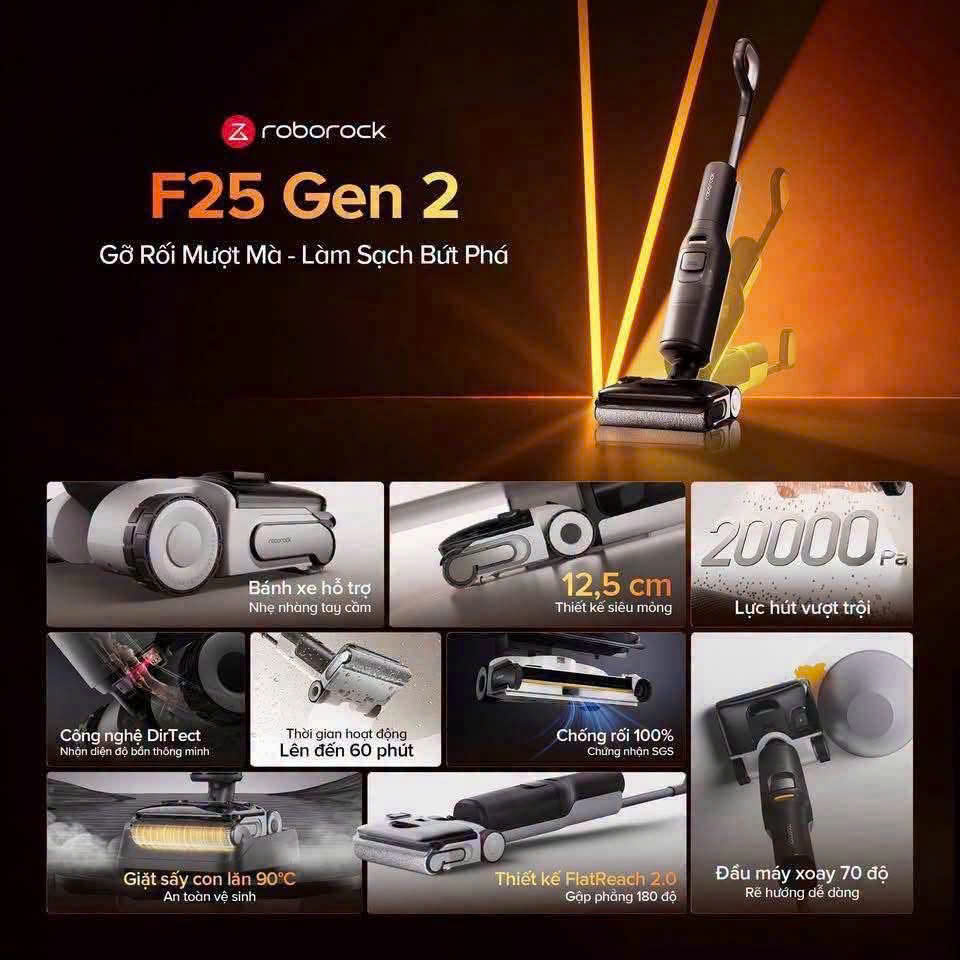 roborock
F25 Gen 2
Gỡ Rối Mượt Mà - Làm Sạch Bứt Phá
roborock
roborock
Bánh xe hỗ trợ
Nhẹ nhàng tay cầm
12,5 cm
Thiết kế siêu mỏng
20000 Pa
Lực hút vượt trội
Công nghệ DirTect
Nhận diện độ bẩn thông minh
Thời gian hoạt động
Lên đến 60 phút
Chống rối 100%
Chứng nhận SGS
Giặt sấy con lăn 90°C
An toàn vệ sinh
Thiết kế FlatReach 2.0
Gập phẳng 180 độ
roborock
Đầu máy xoay 70 độ
Rẽ hướng dễ dàng